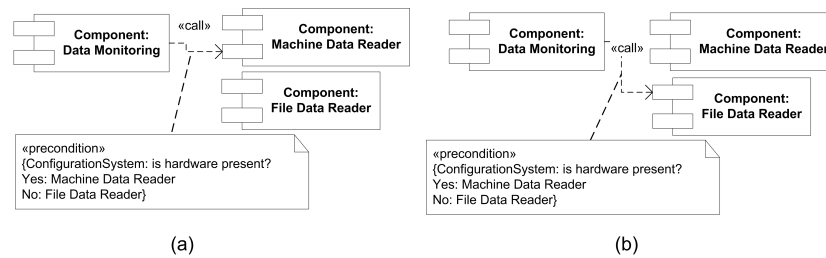 «call»
Component:
Data Monitoring
Component:
Machine Data Reader
Component:
File Data Reader
«precondition»
{ConfigurationSystem: is hardware present?
Yes: Machine Data Reader
No: File Data Reader}
(a)
Component:
Data Monitoring
«call»
Component:
Machine Data Reader
Component:
File Data Reader
«precondition»
{ConfigurationSystem: is hardware present?
Yes: Machine Data Reader
No: File Data Reader}
(b)